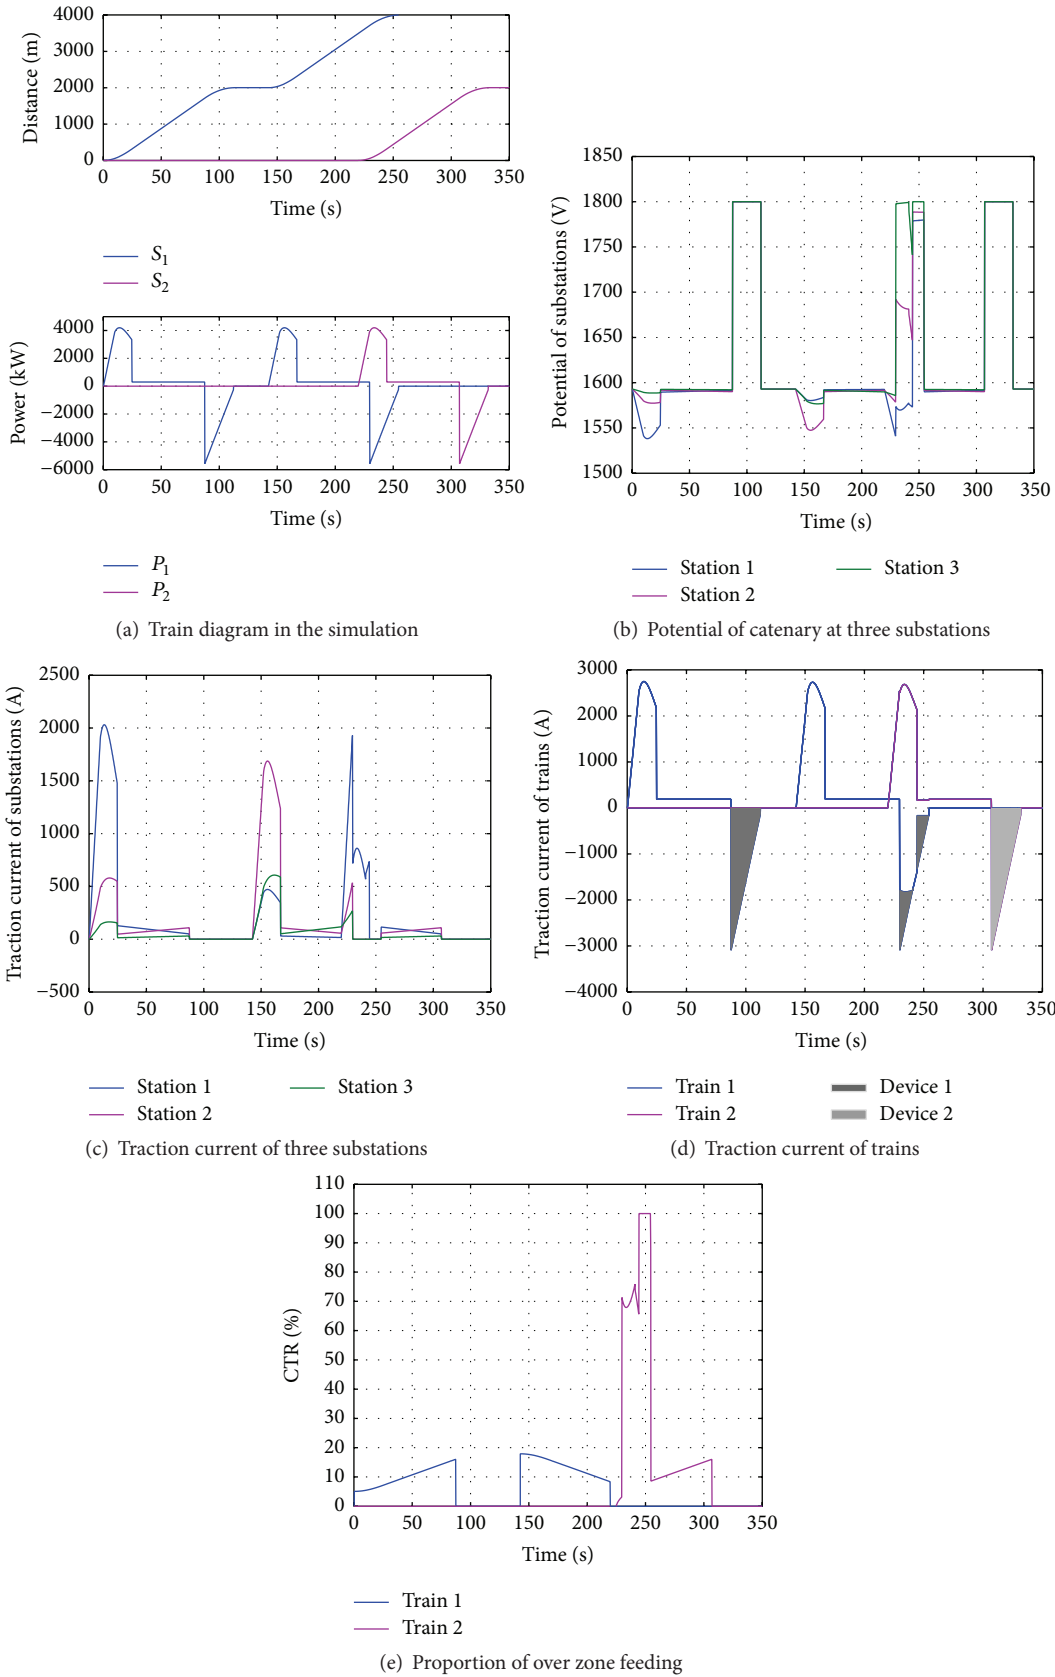 4000
3000
2000
1000
0
Distance (m)
0 50 100 150 200 250 300 350
Time (s)
S₁
S₂
4000
2000
0
−2000
−4000
−6000
Power (kW)
0 50 100 150 200 250 300 350
Time (s)
P₁
P₂
(a) Train diagram in the simulation
1850
1800
1750
1700
1650
1600
1550
1500
Potential of substations (V)
0 50 100 150 200 250 300 350
Time (s)
Station 1 Station 3
Station 2
(b) Potential of catenary at three substations
2500
2000
1500
1000
500
0
−500
Traction current of substations (A)
0 50 100 150 200 250 300 350
Time (s)
Station 1 Station 3
Station 2
(c) Traction current of three substations
3000
2000
1000
0
−1000
−2000
−3000
−4000
Traction current of trains (A)
0 50 100 150 200 250 300 350
Time (s)
Train 1 Device 1
Train 2 Device 2
(d) Traction current of trains
110
100
90
80
70
60
50
40
30
20
10
0
CTR (%)
0 50 100 150 200 250 300 350
Time (s)
Train 1
Train 2
(e) Proportion of over zone feeding